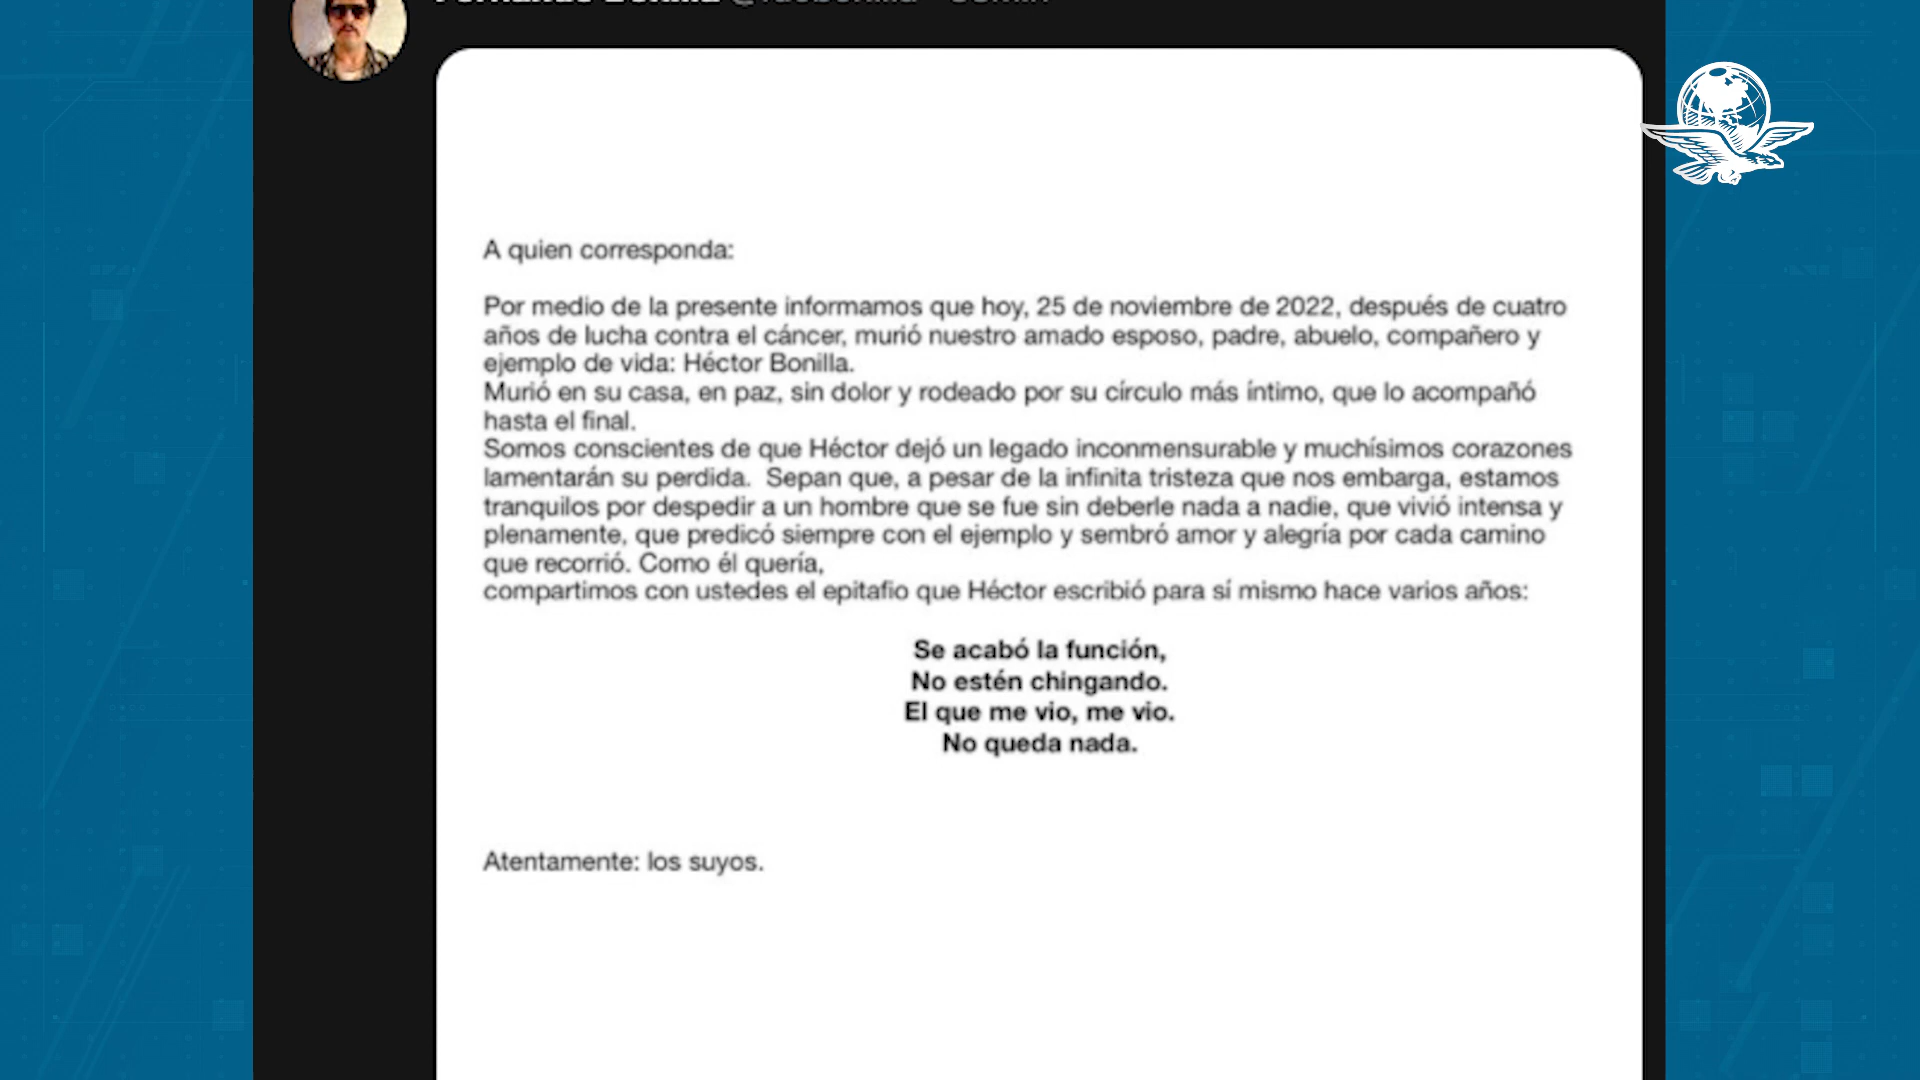 A quien corresponda:
Por medio de la presente informamos que hoy, 25 de noviembre de 2022, después de cuatro
años de lucha contra el cáncer, murió nuestro amado esposo, padre, abuelo, compañero y
ejemplo de vida: Héctor Bonilla.
Murió en su casa, en paz, sin dolor y rodeado por su círculo más íntimo, que lo acompañó
hasta el final.
Somos conscientes de que Héctor dejó un legado inconmensurable y muchísimos corazones
lamentarán su perdida.  Sepan que, a pesar de la infinita tristeza que nos embarga, estamos
tranquilos por despedir a un hombre que se fue sin deberle nada a nadie, que vivió intensa y
plenamente, que predicó siempre con el ejemplo y sembró amor y alegría por cada camino
que recorrió. Como él quería,
compartimos con ustedes el epitafio que Héctor escribió para sí mismo hace varios años:
Se acabó la función,
No estén chingando.
El que me vio, me vio.
No queda nada.
Atentamente: los suyos.